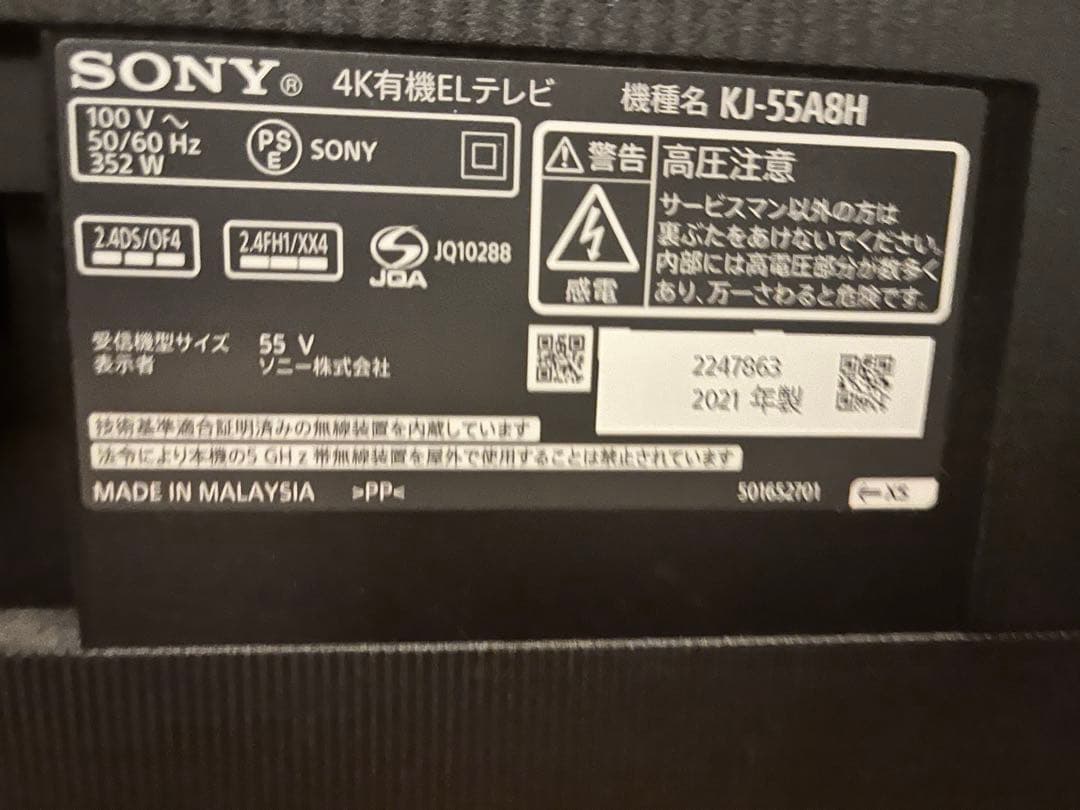 SONY® 4K有機ELテレビ 機種名 KJ-55A8H
100 V ～
50/60 Hz
352 W
PS
E
SONY
警告 高圧注意
サービスマン以外の方は
裏ぶたをあけないでください。
内部には高電圧部分が数多く
あり、万一さわると危険です。
感電
2.4DS/OF4
2.4FH1/XX4
JQA
JQ10288
受信機型サイズ 55 V
表示者 ソニー株式会社
2247863
2021 年製
技術基準適合証明済みの無線装置を内蔵しています
法令により本機の5 GHz帯無線装置を屋外で使用することは禁止されています
MADE IN MALAYSIA >PP<
501652701
←XS